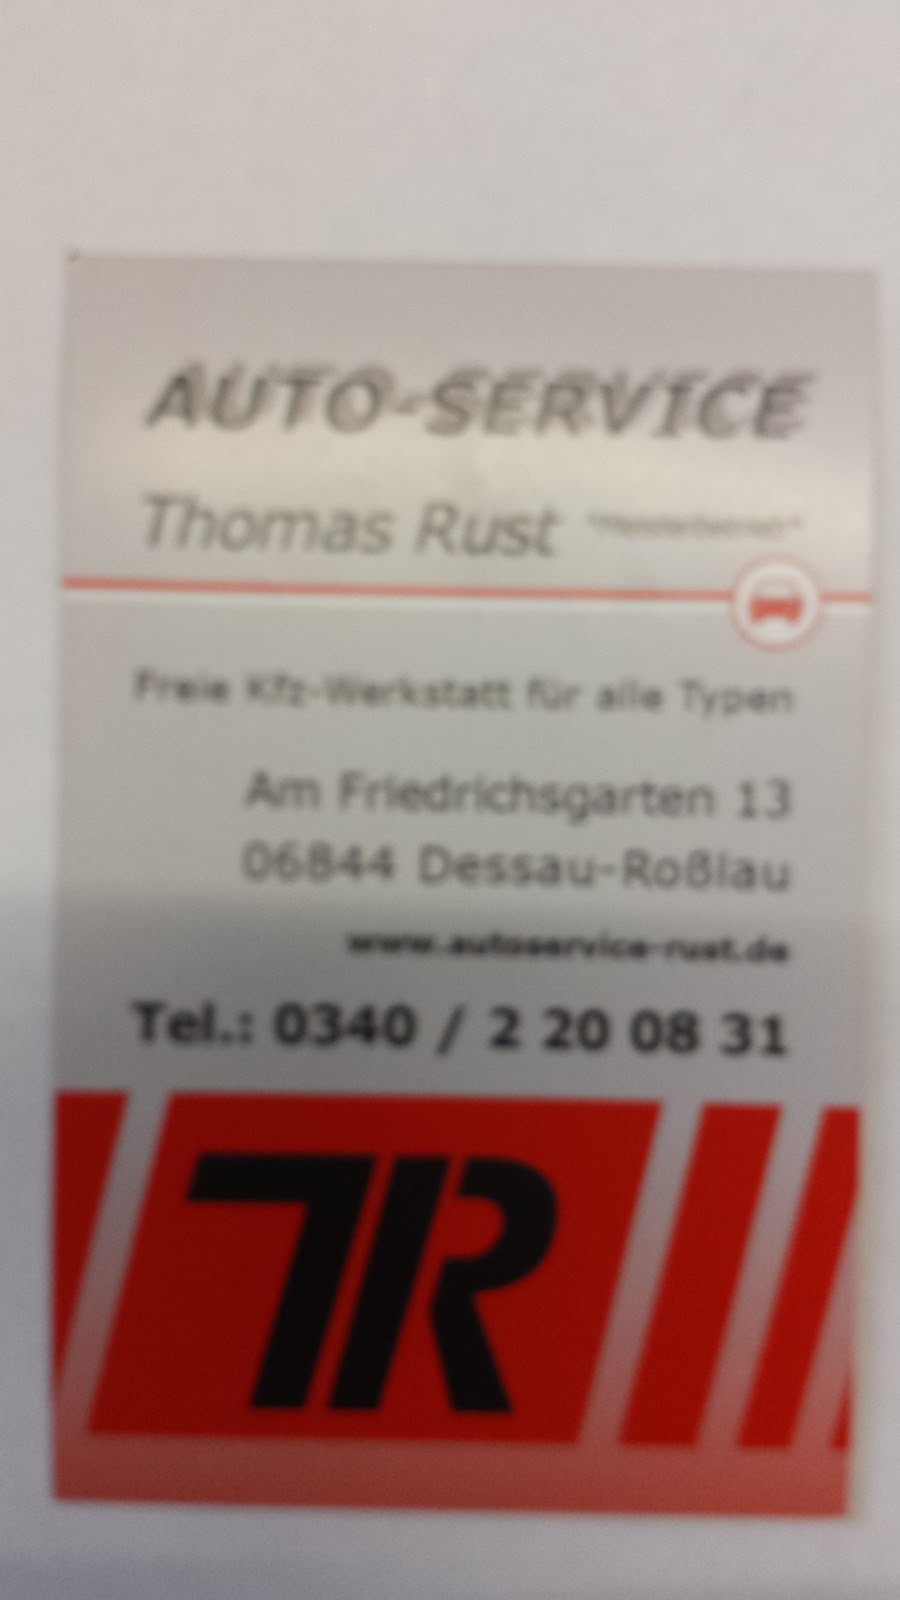 AUTO-SERVICE
Thomas Rust "Meisterbetrieb"
Freie Kfz-Werkstatt für alle Typen
Am Friedrichsgarten 13
06844 Dessau-Roßlau
www.autoservice-rust.de
Tel.: 0340 / 2 20 08 31
TR